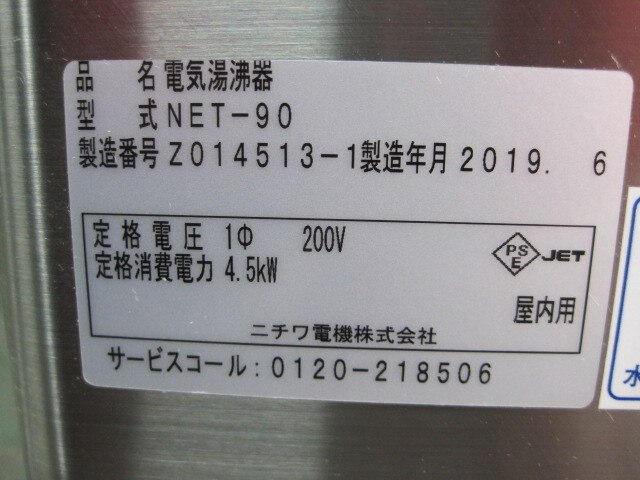 品 名 電気湯沸器
型 式 NET-90
製造番号 Z014513-1 製造年月 2019. 6
定格電圧 1Φ 200V
定格消費電力 4.5kW
PS E JET
屋内用
ニチワ電機株式会社
サービスコール:0120-218506
水